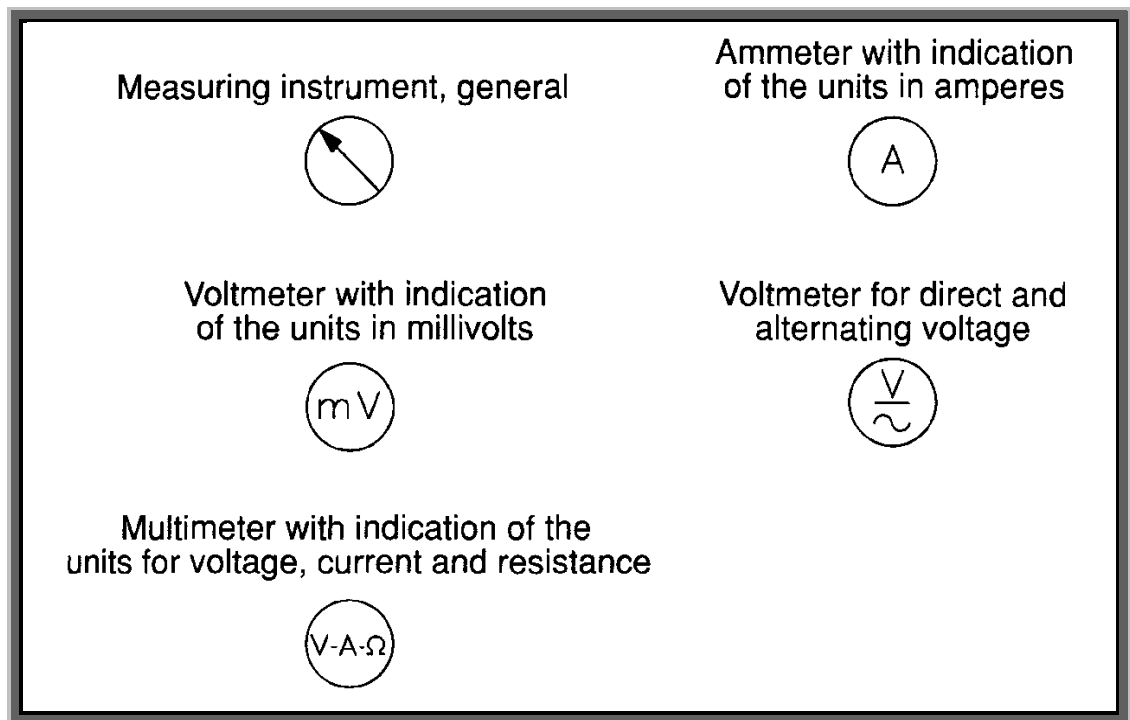 Measuring instrument, general
Ammeter with indication
of the units in amperes
A
Voltmeter with indication
of the units in millivolts
mV
Voltmeter for direct and
alternating voltage
V
Multimeter with indication of the
units for voltage, current and resistance
V-A-Ω